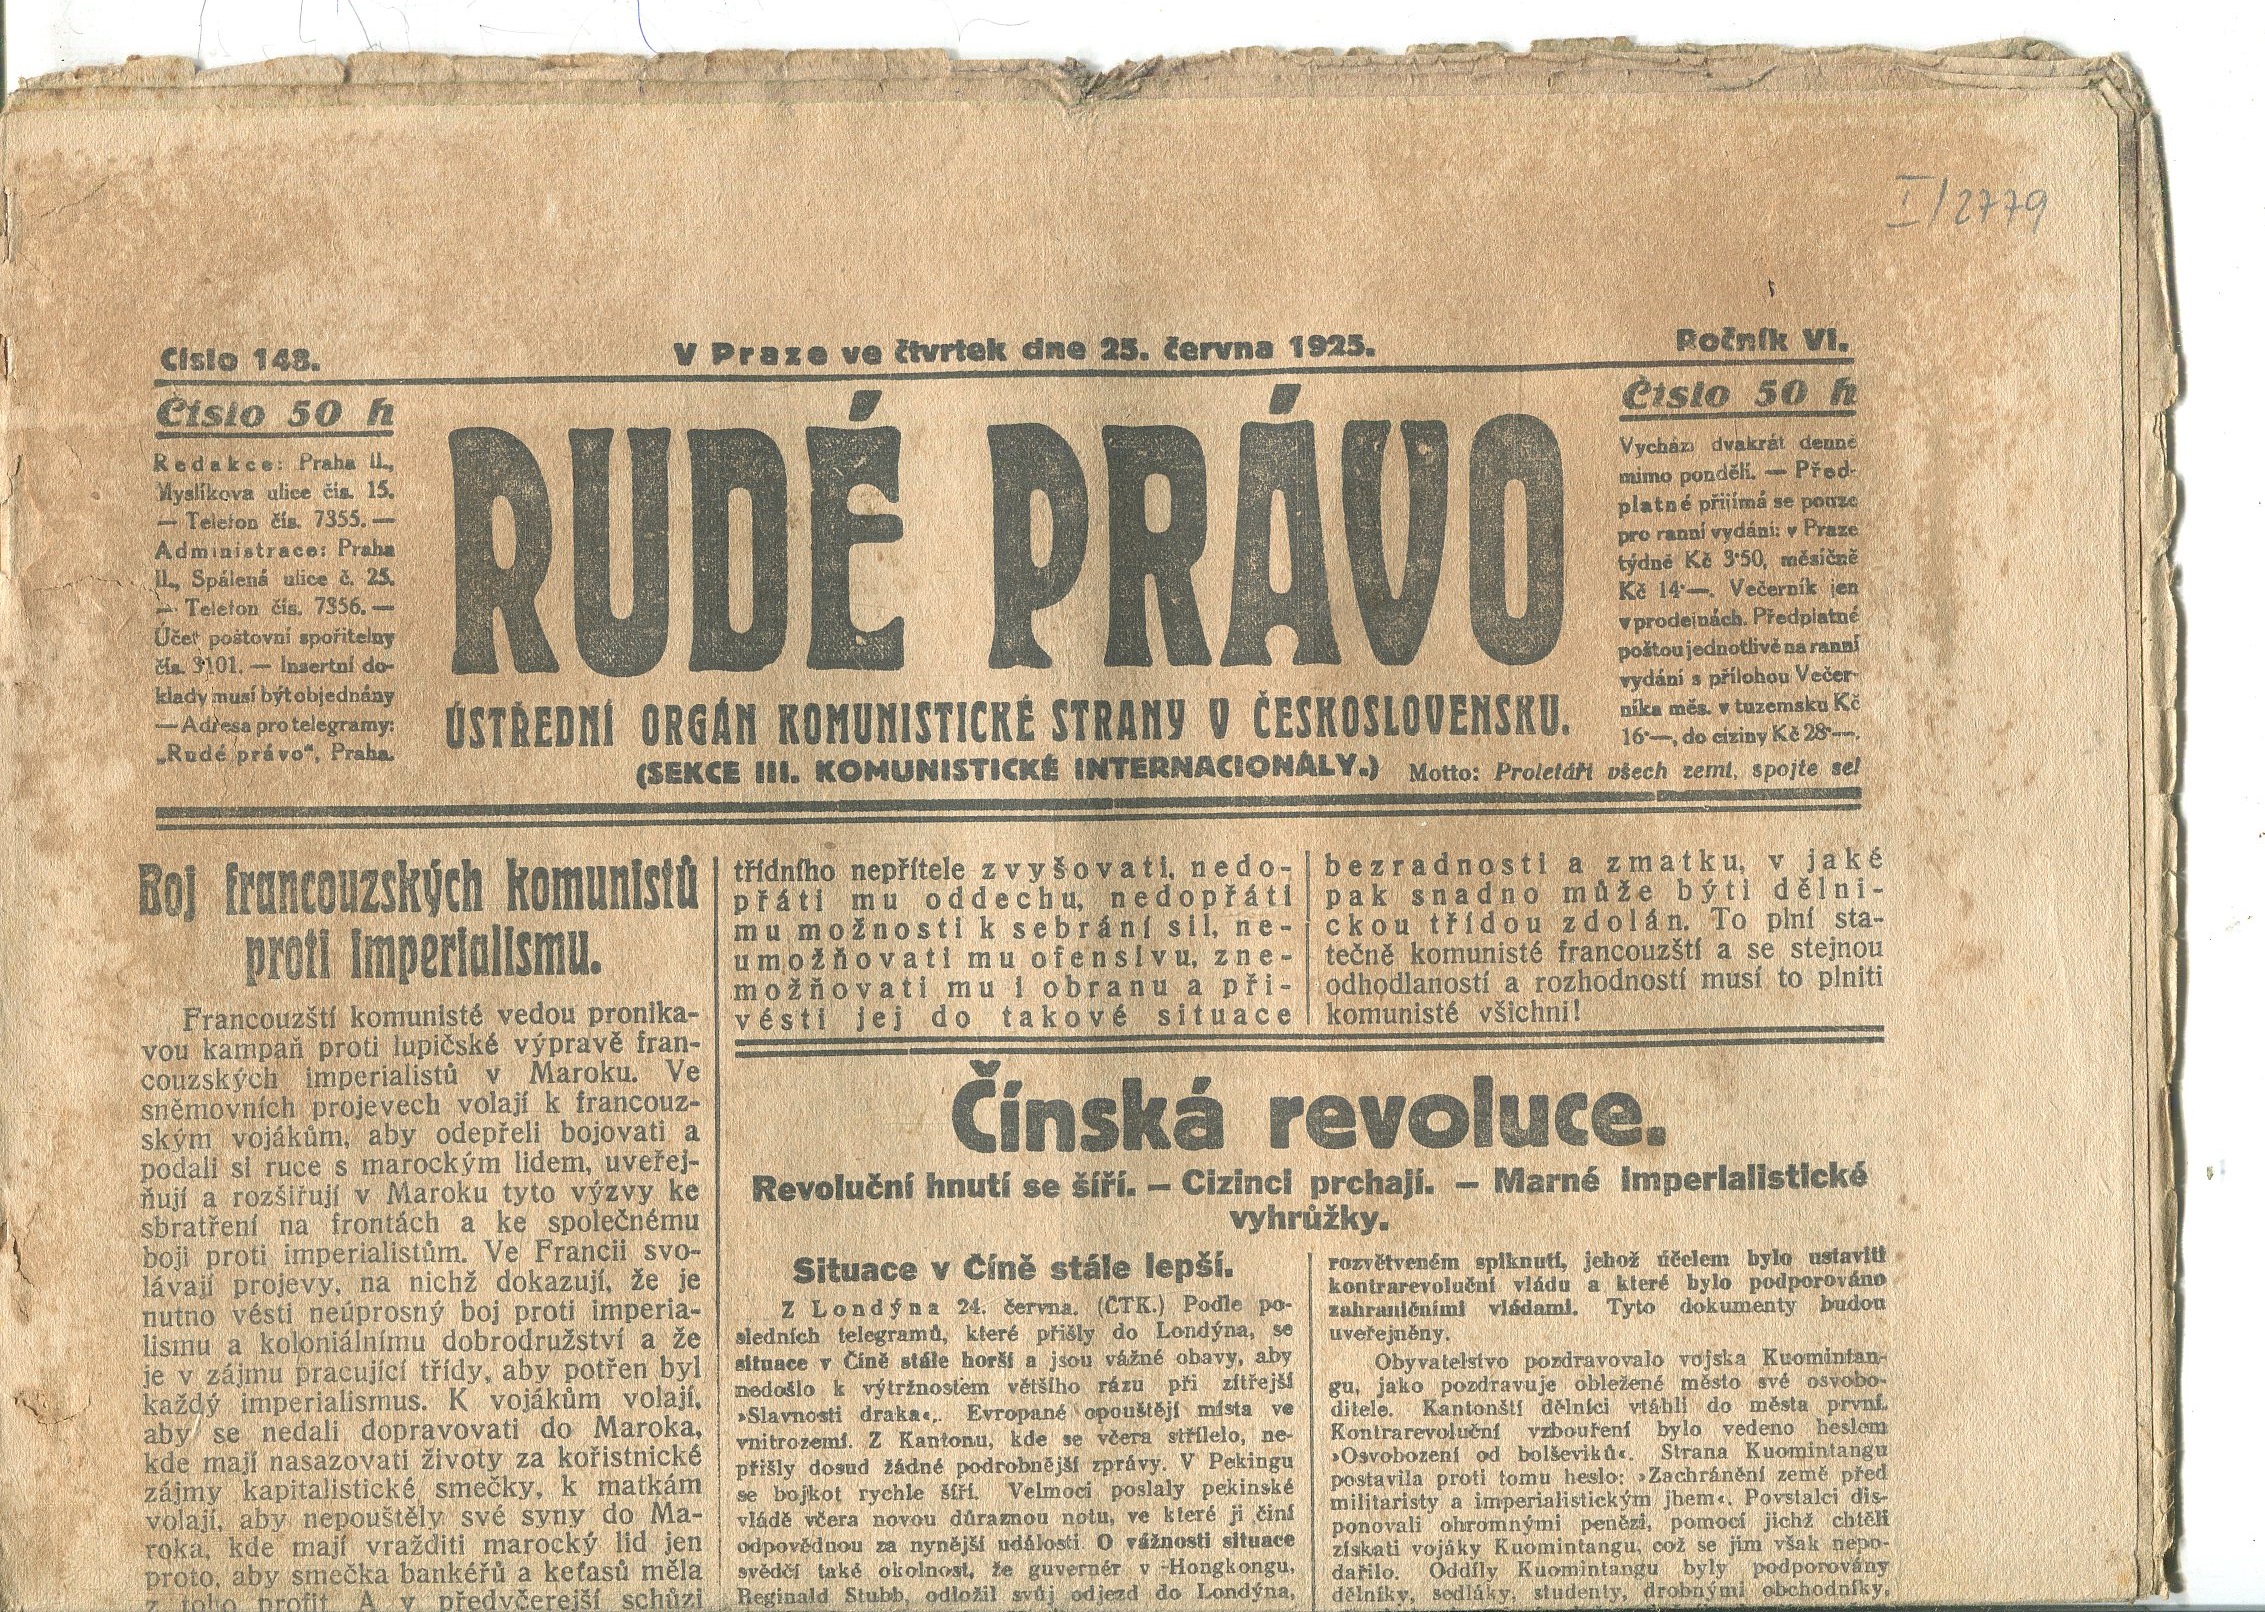 I/2779
Číslo 148.
V Praze ve čtvrtek dne 25. června 1925.
Ročník VI.
Číslo 50 h
Redakce: Praha II.,
Myslíkova ulice čís. 15.
— Telefon čís. 7355. —
Administrace: Praha
II., Spálená ulice č. 25.
— Telefon čís. 7356. —
Účet poštovní spořitelny
čís. 3101. — Insertní do-
klady musí být objednány
— Adresa pro telegramy:
„Rudé právo“, Praha.
RUDÉ PRÁVO
ÚSTŘEDNÍ ORGÁN KOMUNISTICKÉ STRANY V ČESKOSLOVENSKU.
(SEKCE III. KOMUNISTICKÉ INTERNACIONÁLY.)
Motto: Proletáři všech zemí, spojte se!
Číslo 50 h
Vychází dvakrát denně
mimo pondělí. — Před-
platné přijímá se pouze
pro ranní vydání: v Praze
týdně Kč 3·50, měsíčně
Kč 14·—. Večerník jen
v prodejnách. Předplatné
poštou jednotlivě na ranní
vydání s přílohou Večer-
níka měs. v tuzemsku Kč
16·—, do ciziny Kč 28·—.
Boj francouzských komunistů
proti imperialismu.
Francouzští komunisté vedou pronika-
vou kampaň proti lupičské výpravě fran-
couzských imperialistů v Maroku. Ve
sněmovních projevech volají k francouz-
ským vojákům, aby odepřeli bojovati a
podali si ruce s marockým lidem, uveřej-
ňují a rozšiřují v Maroku tyto výzvy ke
sbratření na frontách a ke společnému
boji proti imperialistům. Ve Francii svo-
lávají projevy, na nichž dokazují, že je
nutno vésti neúprosný boj proti imperia-
lismu a koloniálnímu dobrodružství a že
je v zájmu pracující třídy, aby potřen byl
každý imperialismus. K vojákům volají,
aby se nedali dopravovati do Maroka,
kde mají nasazovati životy za kořistnické
zájmy kapitalistické smečky, k matkám
volají, aby nepouštěly své syny do Ma-
roka, kde mají vražditi marocký lid jen
proto, aby smečka bankéřů a keťasů měla
z toho profit. A v předvčerejší schůzi
třídního nepřítele zvyšovati, nedo-
přáti mu oddechu, nedopřáti
mu možnosti k sebrání sil, ne-
umožňovati mu ofensivu, zne-
možňovati mu i obranu a při-
vésti jej do takové situace
bezradnosti a zmatku, v jaké
pak snadno může býti dělni-
ckou třídou zdolán. To plní sta-
tečně komunisté francouzští a se stejnou
odhodlaností a rozhodností musí to plniti
komunisté všichni!
Čínská revoluce.
Revoluční hnutí se šíří. — Cizinci prchají. — Marné imperialistické
vyhrůžky.
Situace v Číně stále lepší.
Z Londýna 24. června. (ČTK.) Podle po-
sledních telegramů, které přišly do Londýna, se
situace v Číně stále horší a jsou vážné obavy, aby
nedošlo k výtržnostem většího rázu při zítřejší
»Slavnosti draka«. Evropané opouštějí místa ve
vnitrozemí. Z Kantonu, kde se včera střílelo, ne-
přišly dosud žádné podrobnější zprávy. V Pekingu
se bojkot rychle šíří. Velmoci poslaly pekinské
vládě včera novou důraznou notu, ve které ji činí
odpovědnou za nynější události. O vážnosti situace
svědčí také okolnost, že guvernér v Hongkongu,
Reginald Stubb, odložil svůj odjezd do Londýna,
rozvětveném spiknutí, jehož účelem bylo ustaviti
kontrarevoluční vládu a které bylo podporováno
zahraničními vládami. Tyto dokumenty budou
uveřejněny.
Obyvatelstvo pozdravovalo vojska Kuomintan-
gu, jako pozdravuje obležené město své osvobo-
ditele. Kantonští dělníci vtáhli do města první.
Kontrarevoluční vzbouření bylo vedeno heslem
»Osvobození od bolševiků«. Strana Kuomintangu
postavila proti tomu heslo: »Zachránění země před
militaristy a imperialistickým jhem«. Povstalci dis-
ponovali ohromnými penězi, pomocí jichž chtěli
získati vojáky Kuomintangu, což se jim však nepo-
dařilo. Oddíly Kuomintangu byly podporovány
dělníky, sedláky, studenty, drobnými obchodníky,